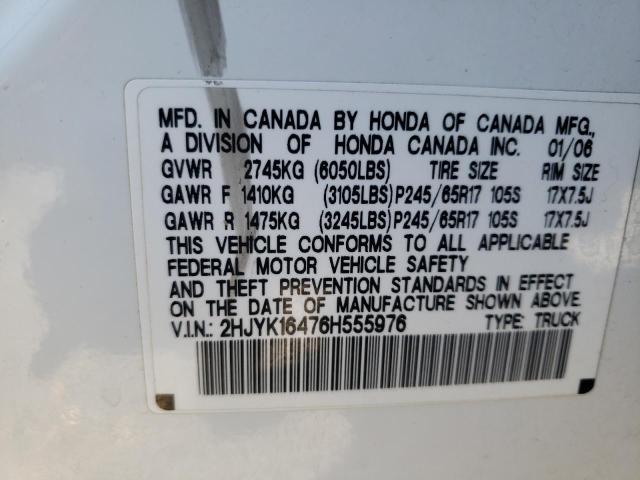 MFD. IN CANADA BY HONDA OF CANADA MFG.,
A DIVISION OF HONDA CANADA INC. 01/06
GVWR 2745KG (6050LBS) TIRE SIZE RIM SIZE
GAWR F 1410KG (3105LBS) P245/65R17 105S 17X7.5J
GAWR R 1475KG (3245LBS) P245/65R17 105S 17X7.5J
THIS VEHICLE CONFORMS TO ALL APPLICABLE
FEDERAL MOTOR VEHICLE SAFETY
AND THEFT PREVENTION STANDARDS IN EFFECT
ON THE DATE OF MANUFACTURE SHOWN ABOVE.
V.I.N.: 2HJYK16476H555976 TYPE: TRUCK